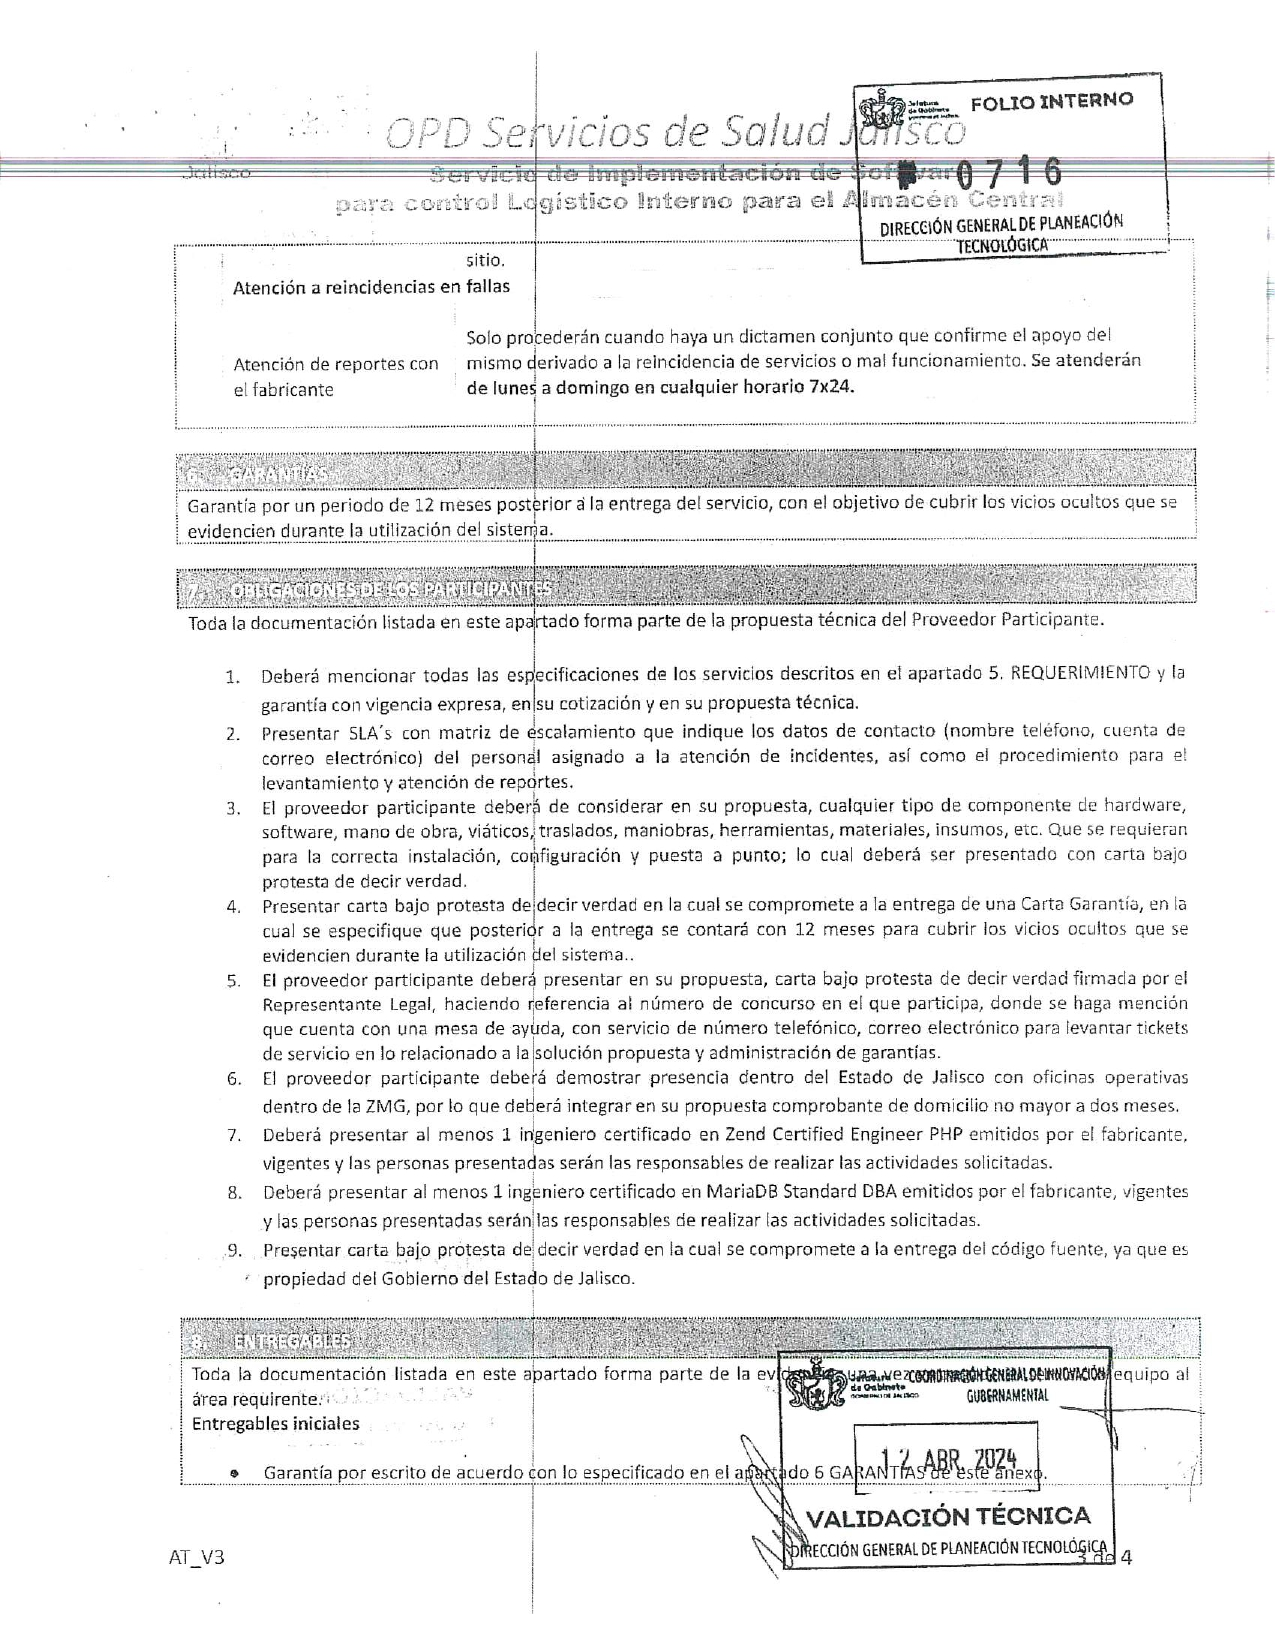 Jefatura
de Gabinete
FOLIO INTERNO
OPD Servicios de Salud Jalisco
0716
Jalisco
Servicio de Implementación de Software
para control Logístico Interno para el Almacén Central
DIRECCIÓN GENERAL DE PLANEACIÓN
TECNOLÓGICA
sitio.
Atención a reincidencias en fallas
Solo procederán cuando haya un dictamen conjunto que confirme el apoyo del
Atención de reportes con mismo derivado a la reincidencia de servicios o mal funcionamiento. Se atenderán
el fabricante de lunes a domingo en cualquier horario 7x24.
6. GARANTÍAS
Garantía por un periodo de 12 meses posterior a la entrega del servicio, con el objetivo de cubrir los vicios ocultos que se
evidencien durante la utilización del sistema.
7. OBLIGACIONES DE LOS PARTICIPANTES
Toda la documentación listada en este apartado forma parte de la propuesta técnica del Proveedor Participante.
1. Deberá mencionar todas las especificaciones de los servicios descritos en el apartado 5. REQUERIMIENTO y la
garantía con vigencia expresa, en su cotización y en su propuesta técnica.
2. Presentar SLA´s con matriz de escalamiento que indique los datos de contacto (nombre teléfono, cuenta de
correo electrónico) del personal asignado a la atención de incidentes, así como el procedimiento para el
levantamiento y atención de reportes.
3. El proveedor participante deberá de considerar en su propuesta, cualquier tipo de componente de hardware,
software, mano de obra, viáticos, traslados, maniobras, herramientas, materiales, insumos, etc. Que se requieran
para la correcta instalación, configuración y puesta a punto; lo cual deberá ser presentado con carta bajo
protesta de decir verdad.
4. Presentar carta bajo protesta de decir verdad en la cual se compromete a la entrega de una Carta Garantía, en la
cual se especifique que posterior a la entrega se contará con 12 meses para cubrir los vicios ocultos que se
evidencien durante la utilización del sistema..
5. El proveedor participante deberá presentar en su propuesta, carta bajo protesta de decir verdad firmada por el
Representante Legal, haciendo referencia al número de concurso en el que participa, donde se haga mención
que cuenta con una mesa de ayuda, con servicio de número telefónico, correo electrónico para levantar tickets
de servicio en lo relacionado a la solución propuesta y administración de garantías.
6. El proveedor participante deberá demostrar presencia dentro del Estado de Jalisco con oficinas operativas
dentro de la ZMG, por lo que deberá integrar en su propuesta comprobante de domicilio no mayor a dos meses.
7. Deberá presentar al menos 1 ingeniero certificado en Zend Certified Engineer PHP emitidos por el fabricante,
vigentes y las personas presentadas serán las responsables de realizar las actividades solicitadas.
8. Deberá presentar al menos 1 ingeniero certificado en MariaDB Standard DBA emitidos por el fabricante, vigentes
y las personas presentadas serán las responsables de realizar las actividades solicitadas.
9. Presentar carta bajo protesta de decir verdad en la cual se compromete a la entrega del código fuente, ya que es
propiedad del Gobierno del Estado de Jalisco.
8. ENTREGABLES
Toda la documentación listada en este apartado forma parte de la una vez equipo al
área requirente.
Entregables iniciales
• Garantía por escrito de acuerdo con lo especificado en el apartado 6 GARANTÍAS de este anexo.
de Gabinete
COORDINACIÓN GENERAL DE INNOVACIÓN
GUBERNAMENTAL
12 ABR 2024
VALIDACIÓN TÉCNICA
DIRECCIÓN GENERAL DE PLANEACIÓN TECNOLÓGICA
AT_V3
3 de 4